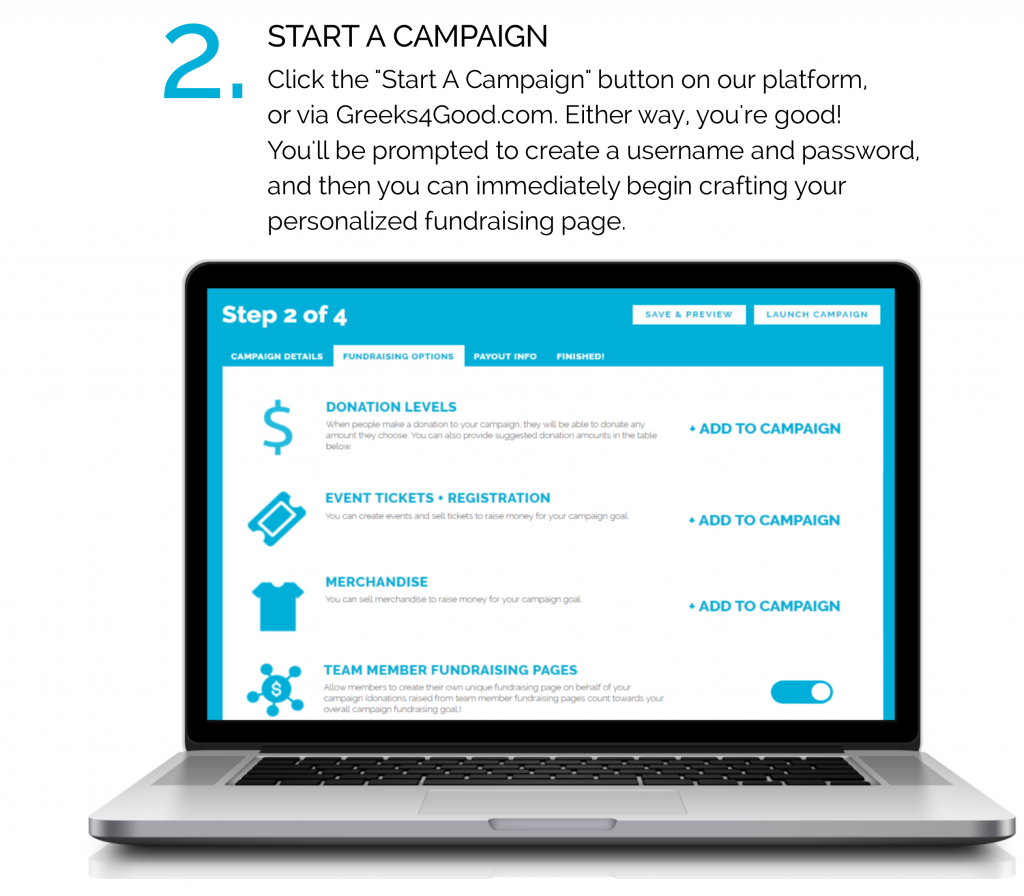 2.
START A CAMPAIGN
Click the "Start A Campaign" button on our platform,
or via Greeks4Good.com. Either way, you're good!
You'll be prompted to create a username and password,
and then you can immediately begin crafting your
personalized fundraising page.
Step 2 of 4
SAVE & PREVIEW
LAUNCH CAMPAIGN
CAMPAIGN DETAILS
FUNDRAISING OPTIONS
PAYOUT INFO
FINISHED!
$
DONATION LEVELS
When people make a donation to your campaign, they will be able to donate any
amount they choose. You can also provide suggested donation amounts in the table
below.
+ ADD TO CAMPAIGN
EVENT TICKETS + REGISTRATION
You can create events and sell tickets to raise money for your campaign goal.
+ ADD TO CAMPAIGN
MERCHANDISE
You can sell merchandise to raise money for your campaign goal.
+ ADD TO CAMPAIGN
$
TEAM MEMBER FUNDRAISING PAGES
Allow members to create their own unique fundraising page on behalf of your
campaign (donations raised from team member fundraising pages count towards your
overall campaign fundraising goal.)